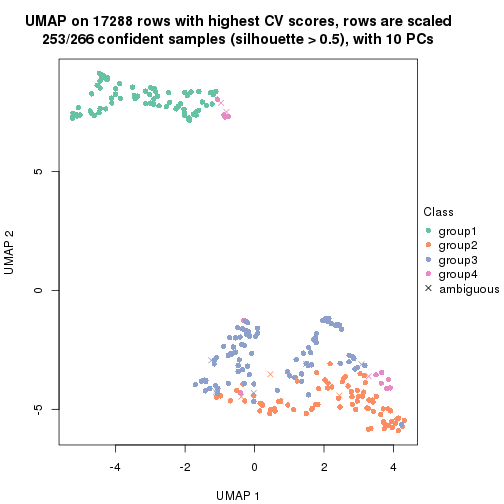 UMAP on 17288 rows with highest CV scores, rows are scaled
253/266 confident samples (silhouette > 0.5), with 10 PCs
5
0
-5
UMAP 2
-4
-2
0
2
4
UMAP 1
Class
group1
group2
group3
group4
ambiguous